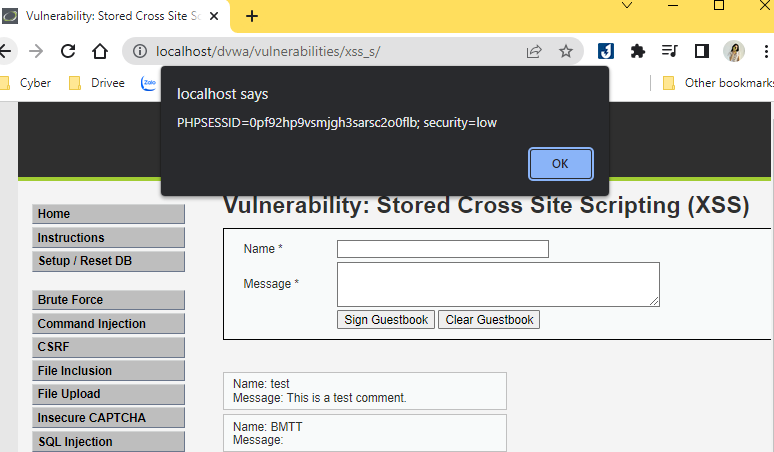 Vulnerability: Stored Cross Site Sc
localhost/dvwa/vulnerabilities/xss_s/
Cyber
Drivee
Zalo
Other bookmarks
localhost says
PHPSESSID=0pf92hp9vsmjgh3sarsc2o0flb; security=low
OK
Home
Instructions
Setup / Reset DB
Brute Force
Command Injection
CSRF
File Inclusion
File Upload
Insecure CAPTCHA
SQL Injection
Vulnerability: Stored Cross Site Scripting (XSS)
Name *
Message *
Sign Guestbook Clear Guestbook
Name: test
Message: This is a test comment.
Name: BMTT
Message: